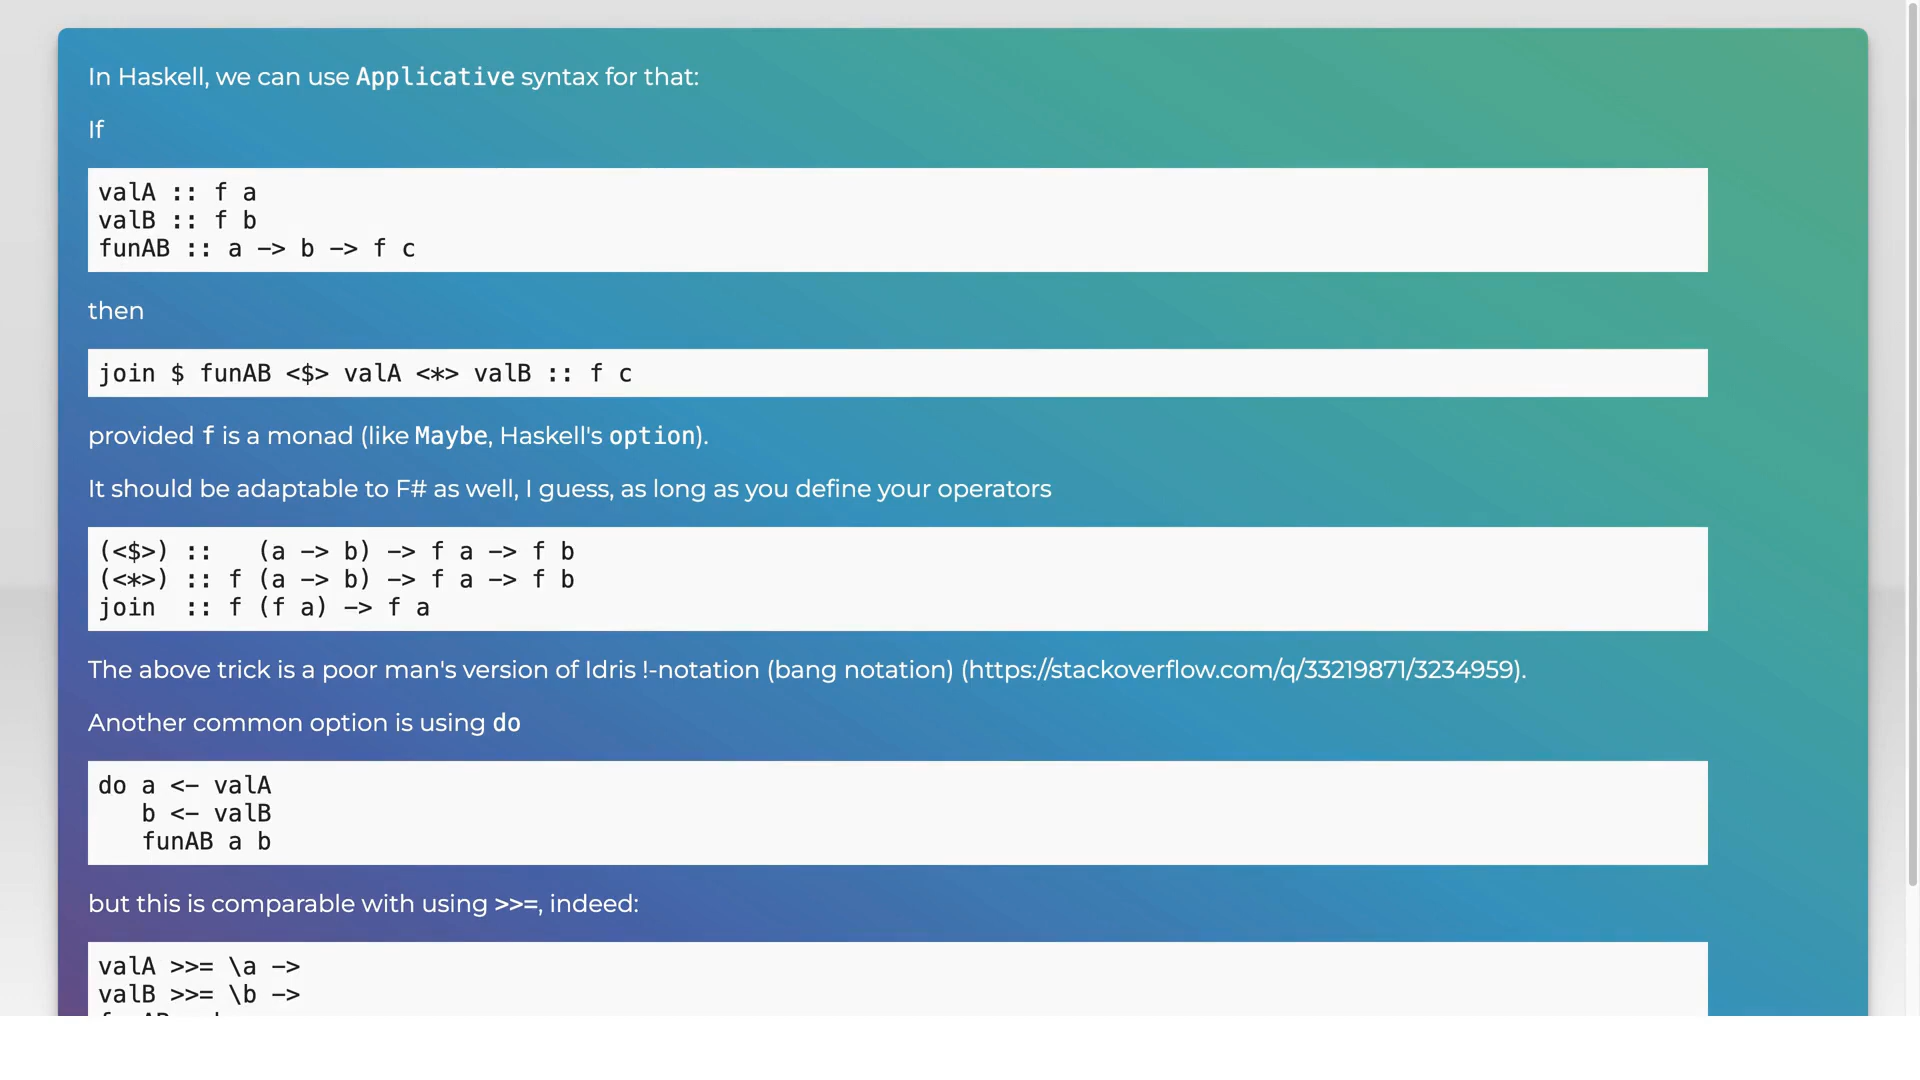 In Haskell, we can use Applicative syntax for that:
If
valA :: f a
valB :: f b
funAB :: a -> b -> f c
then
join $ funAB <$> valA <*> valB :: f c
provided f is a monad (like Maybe, Haskell's option).
It should be adaptable to F# as well, I guess, as long as you define your operators
(<$>) ::   (a -> b) -> f a -> f b
(<*>) :: f (a -> b) -> f a -> f b
join  :: f (f a) -> f a
The above trick is a poor man's version of Idris !-notation (bang notation) (https://stackoverflow.com/q/33219871/3234959).
Another common option is using do
do a <- valA
   b <- valB
   funAB a b
but this is comparable with using >>=, indeed:
valA >>= \a ->
valB >>= \b ->